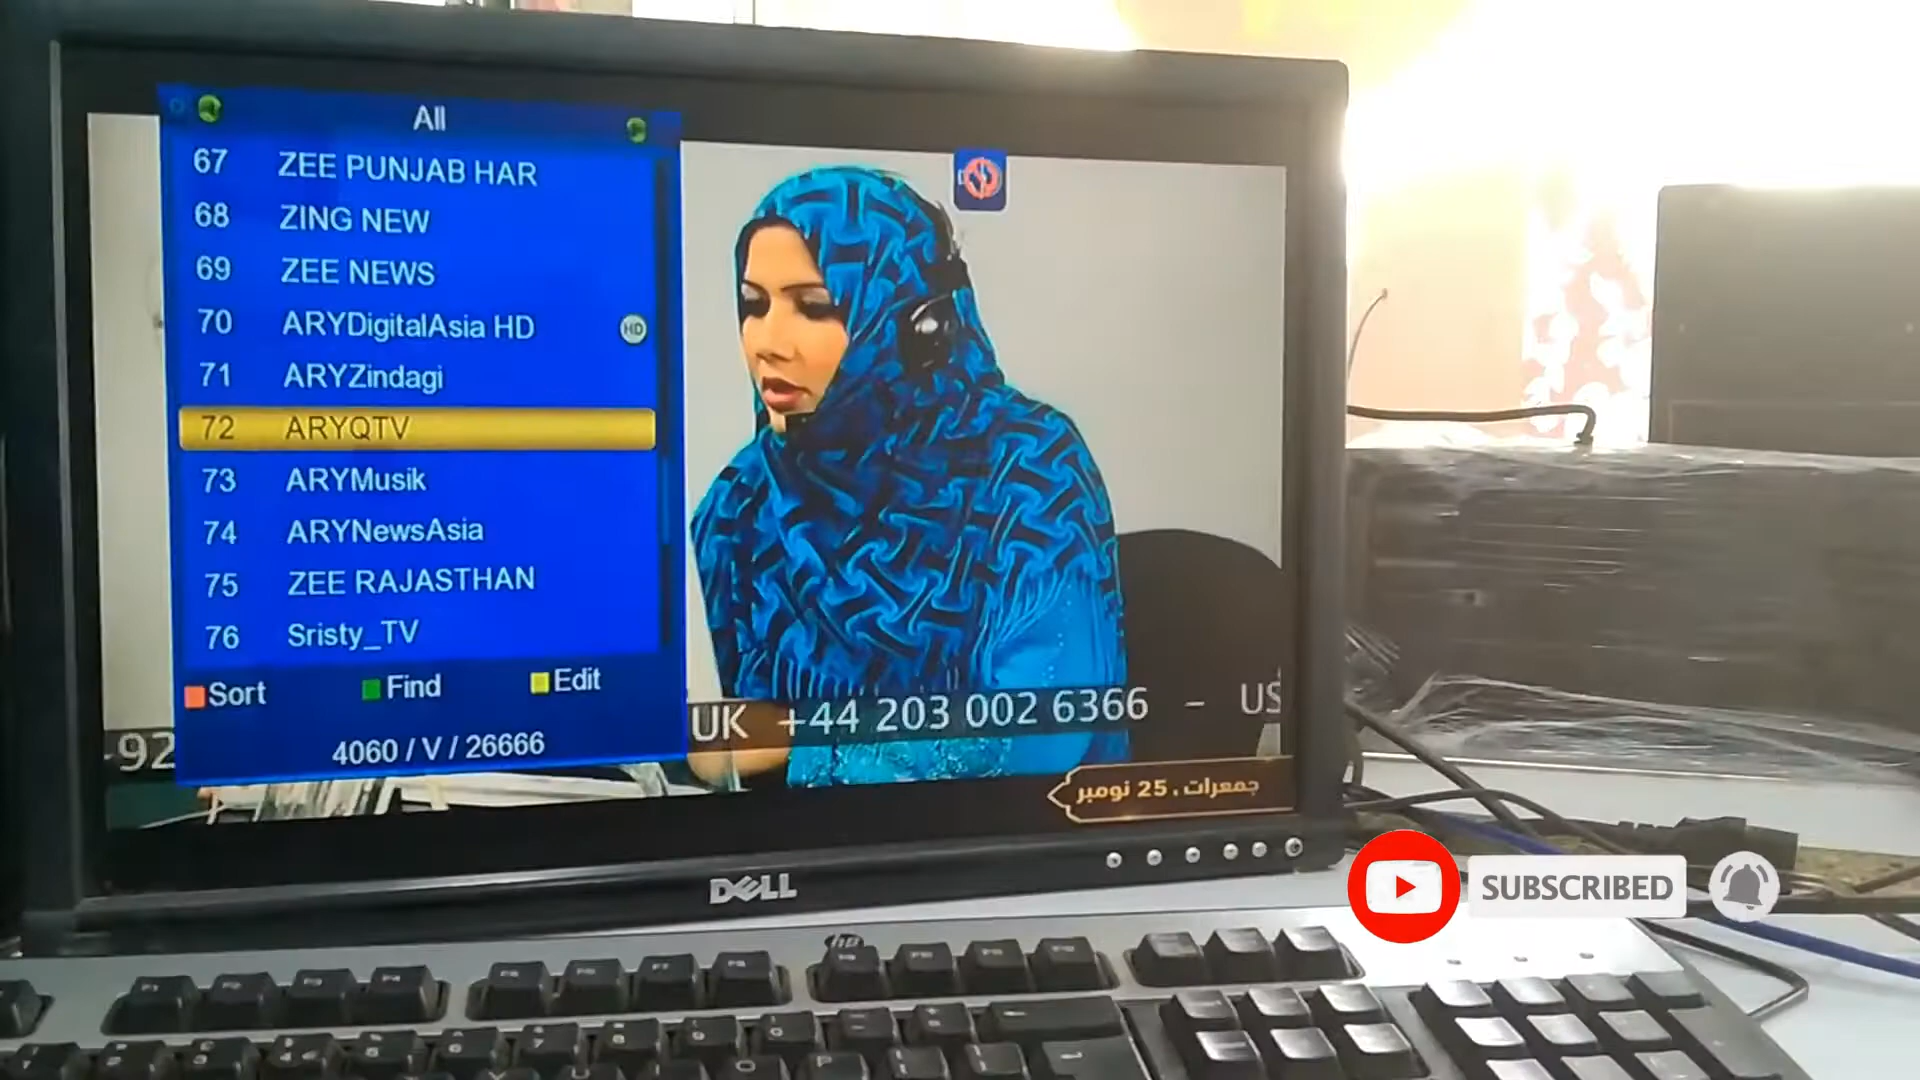 All
67 ZEE PUNJAB HAR
68 ZING NEW
69 ZEE NEWS
70 ARYDigitalAsia HD HD
71 ARYZindagi
72 ARYQTV
73 ARYMusik
74 ARYNewsAsia
75 ZEE RAJASTHAN
76 Sristy_TV
Sort Find Edit
4060 / V / 26666
-92
UK +44 203 002 6366 - US
جمعرات ، 25 نومبر
DELL
SUBSCRIBED
hp